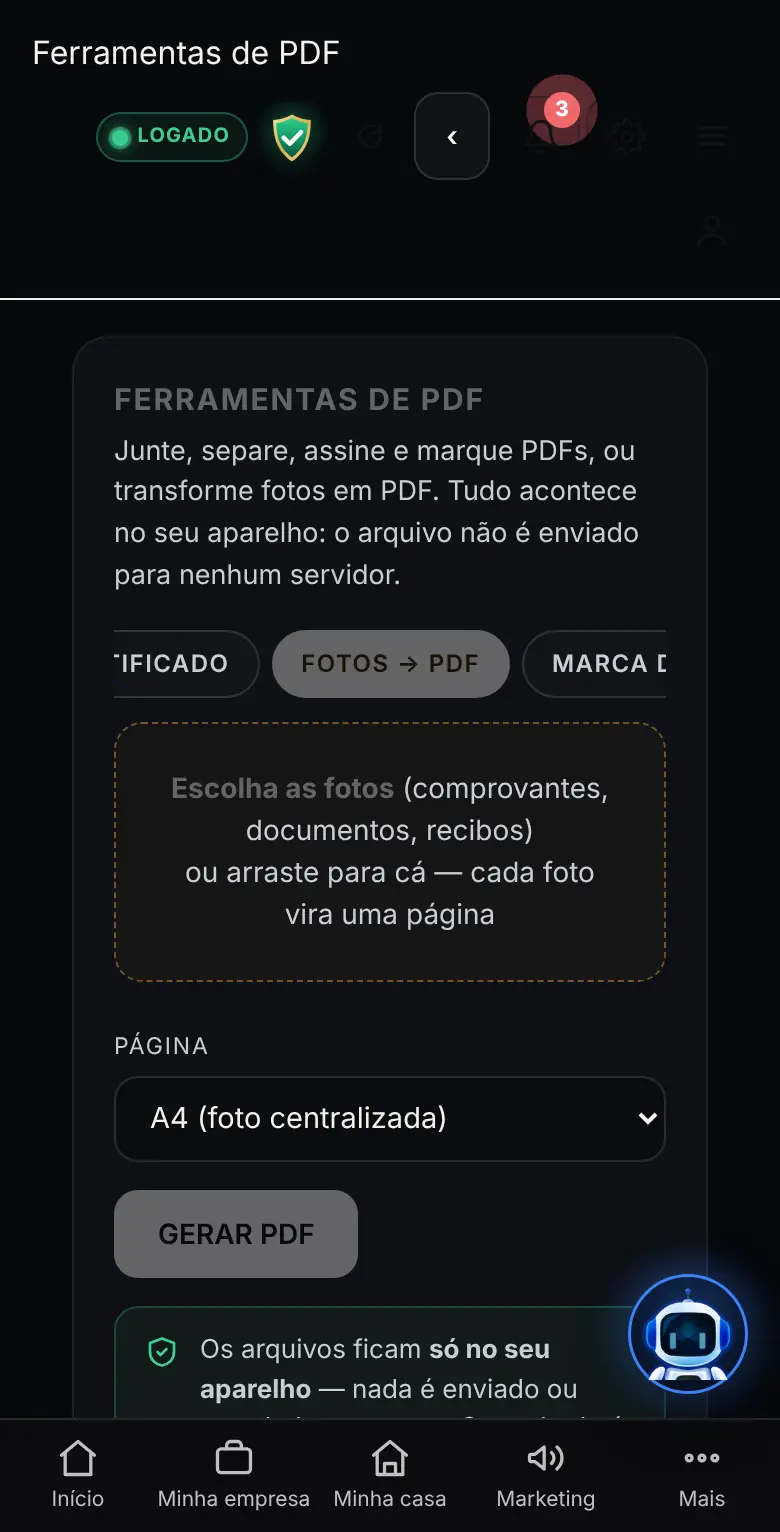 Ferramentas de PDF
LOGADO
3
FERRAMENTAS DE PDF
Junte, separe, assine e marque PDFs, ou
transforme fotos em PDF. Tudo acontece
no seu aparelho: o arquivo não é enviado
para nenhum servidor.
TIFICADO
FOTOS → PDF
MARCA D
Escolha as fotos (comprovantes,
documentos, recibos)
ou arraste para cá — cada foto
vira uma página
PÁGINA
A4 (foto centralizada)
GERAR PDF
Os arquivos ficam só no seu
aparelho — nada é enviado ou
Início
Minha empresa
Minha casa
Marketing
Mais